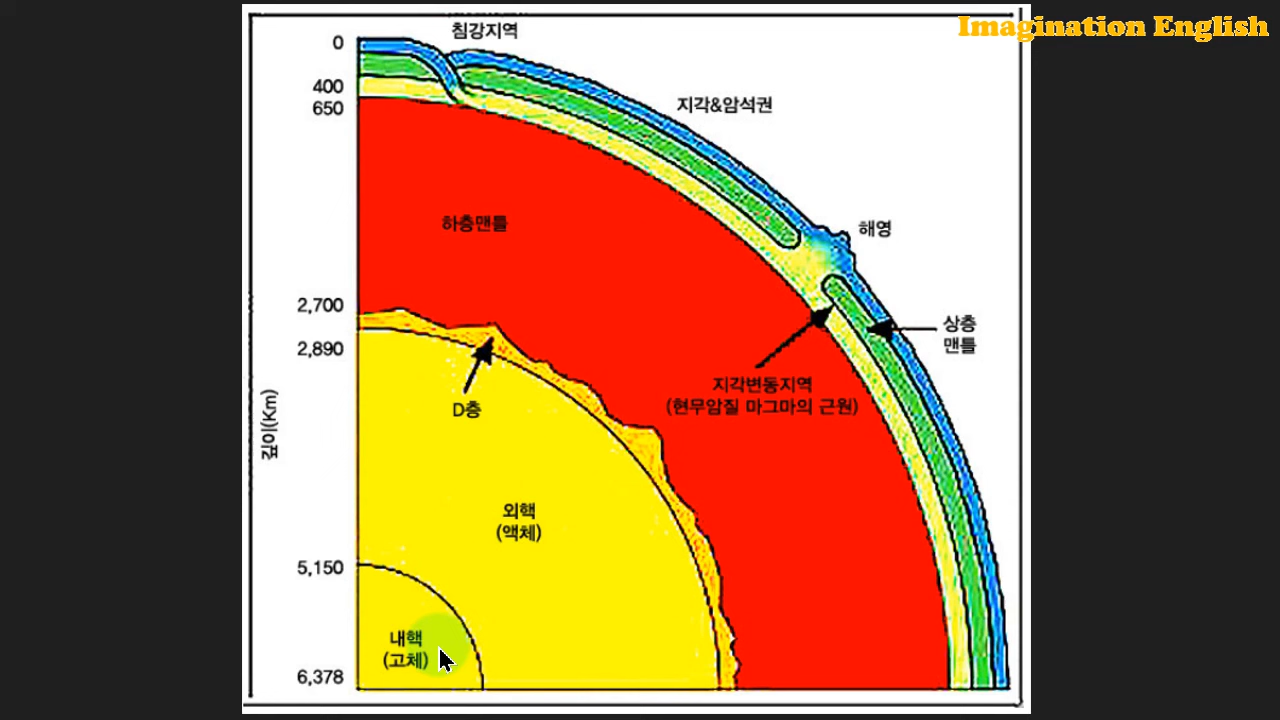 Imagination English
침강지역
0
400
650
지각&암석권
하층맨틀
해영
2,700
2,890
상층
맨틀
지각변동지역
(현무암질 마그마의 근원)
D층
깊이(Km)
외핵
(액체)
5,150
내핵
(고체)
6,378